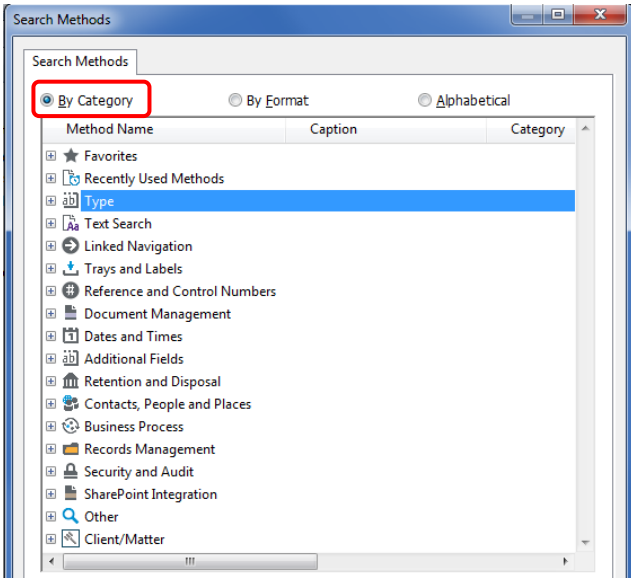 Search Methods
Search Methods
By Category By Format Alphabetical
Method Name Caption Category
Favorites
Recently Used Methods
Type
Text Search
Linked Navigation
Trays and Labels
Reference and Control Numbers
Document Management
Dates and Times
Additional Fields
Retention and Disposal
Contacts, People and Places
Business Process
Records Management
Security and Audit
SharePoint Integration
Other
Client/Matter